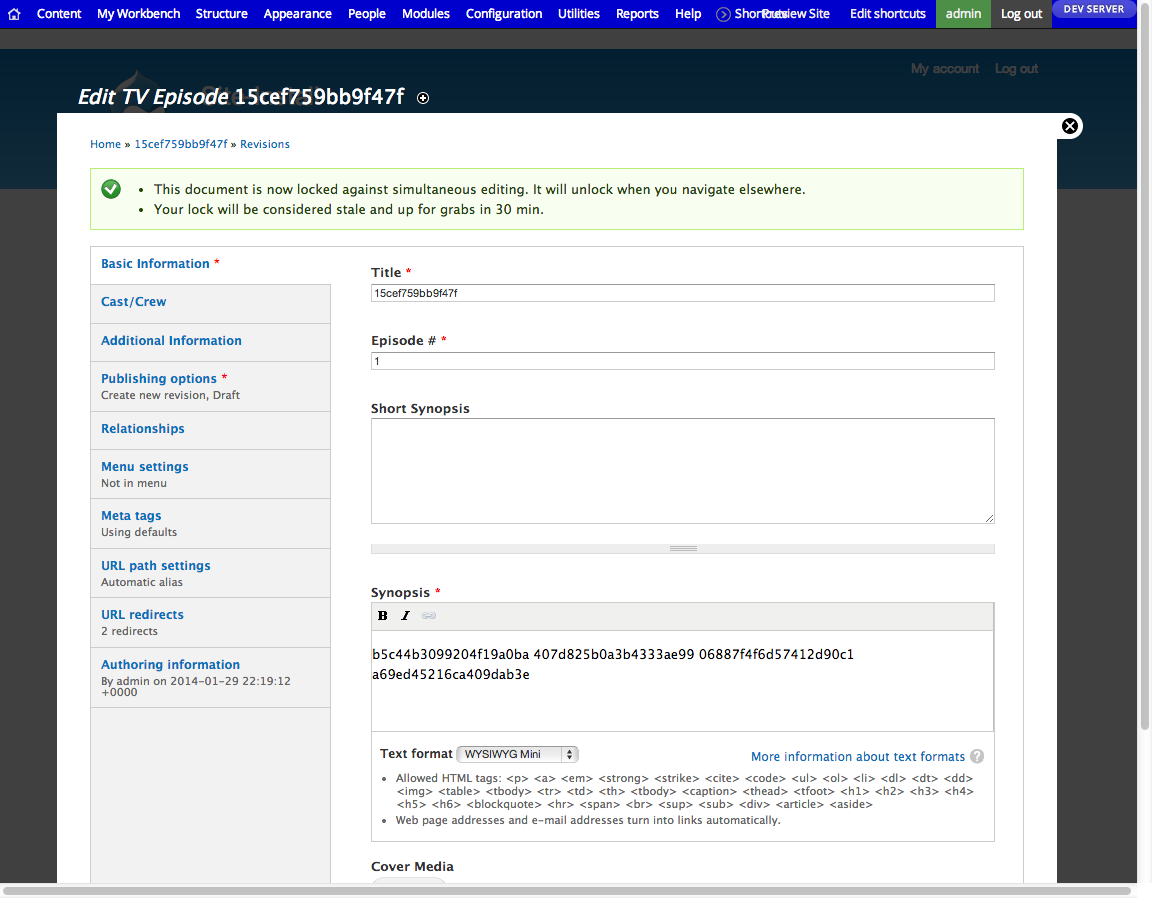 Content My Workbench Structure Appearance People Modules Configuration Utilities Reports Help Shortcuts Preview Site Edit shortcuts admin Log out DEV SERVER
My account Log out
Edit TV Episode 15cef759bb9f47f
Home » 15cef759bb9f47f » Revisions
• This document is now locked against simultaneous editing. It will unlock when you navigate elsewhere.
• Your lock will be considered stale and up for grabs in 30 min.
Basic Information *
Cast/Crew
Additional Information
Publishing options *
Create new revision, Draft
Relationships
Menu settings
Not in menu
Meta tags
Using defaults
URL path settings
Automatic alias
URL redirects
2 redirects
Authoring information
By admin on 2014-01-29 22:19:12
+0000
Title *
15cef759bb9f47f
Episode # *
1
Short Synopsis
Synopsis *
B I
b5c44b3099204f19a0ba 407d825b0a3b4333ae99 06887f4f6d57412d90c1
a69ed45216ca409dab3e
Text format WYSIWYG Mini
More information about text formats ?
• Allowed HTML tags: <p> <a> <em> <strong> <strike> <cite> <code> <ul> <ol> <li> <dl> <dt> <dd>
<img> <table> <tbody> <tr> <td> <th> <tbody> <caption> <thead> <tfoot> <h1> <h2> <h3> <h4>
<h5> <h6> <blockquote> <hr> <span> <br> <sup> <sub> <div> <article> <aside>
• Web page addresses and e-mail addresses turn into links automatically.
Cover Media